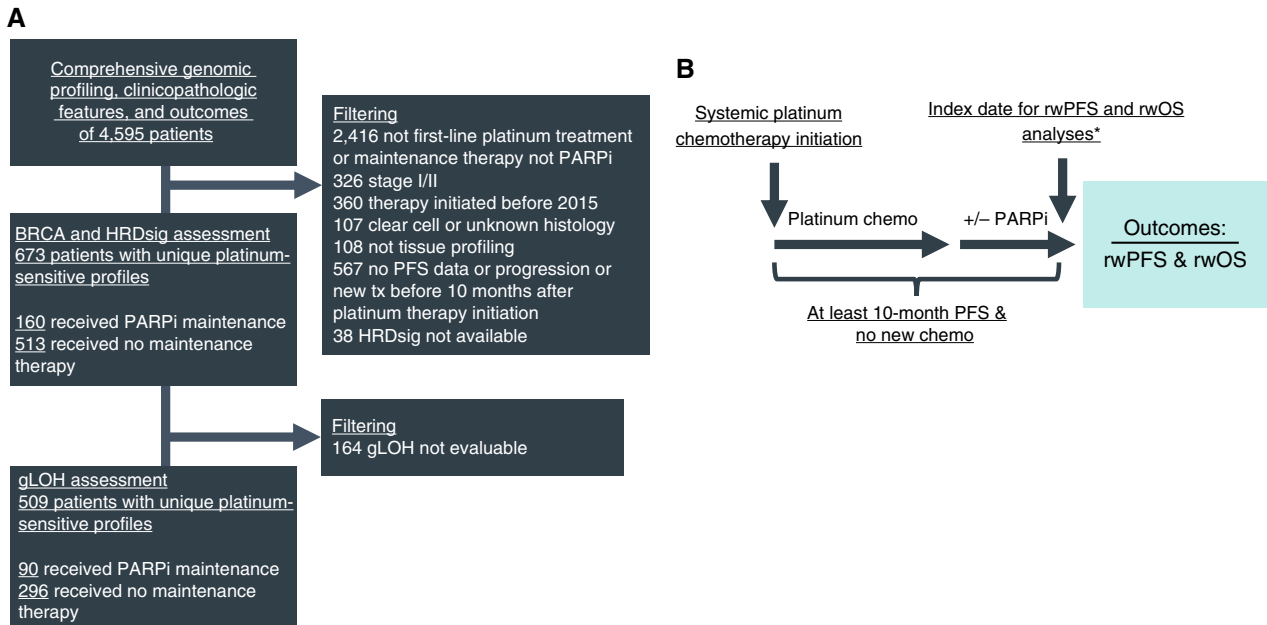 A
Comprehensive genomic
profiling, clinicopathologic
features, and outcomes
of 4,595 patients
Filtering
2,416 not first-line platinum treatment
or maintenance therapy not PARPi
326 stage I/II
360 therapy initiated before 2015
107 clear cell or unknown histology
108 not tissue profiling
567 no PFS data or progression or
new tx before 10 months after
platinum therapy initiation
38 HRDsig not available
BRCA and HRDsig assessment
673 patients with unique platinum-
sensitive profiles
160 received PARPi maintenance
513 received no maintenance
therapy
Filtering
164 gLOH not evaluable
gLOH assessment
509 patients with unique platinum-
sensitive profiles
90 received PARPi maintenance
296 received no maintenance
therapy
B
Systemic platinum
chemotherapy initiation
Index date for rwPFS and rwOS
analyses*
Platinum chemo
+/– PARPi
At least 10-month PFS &
no new chemo
Outcomes:
rwPFS & rwOS